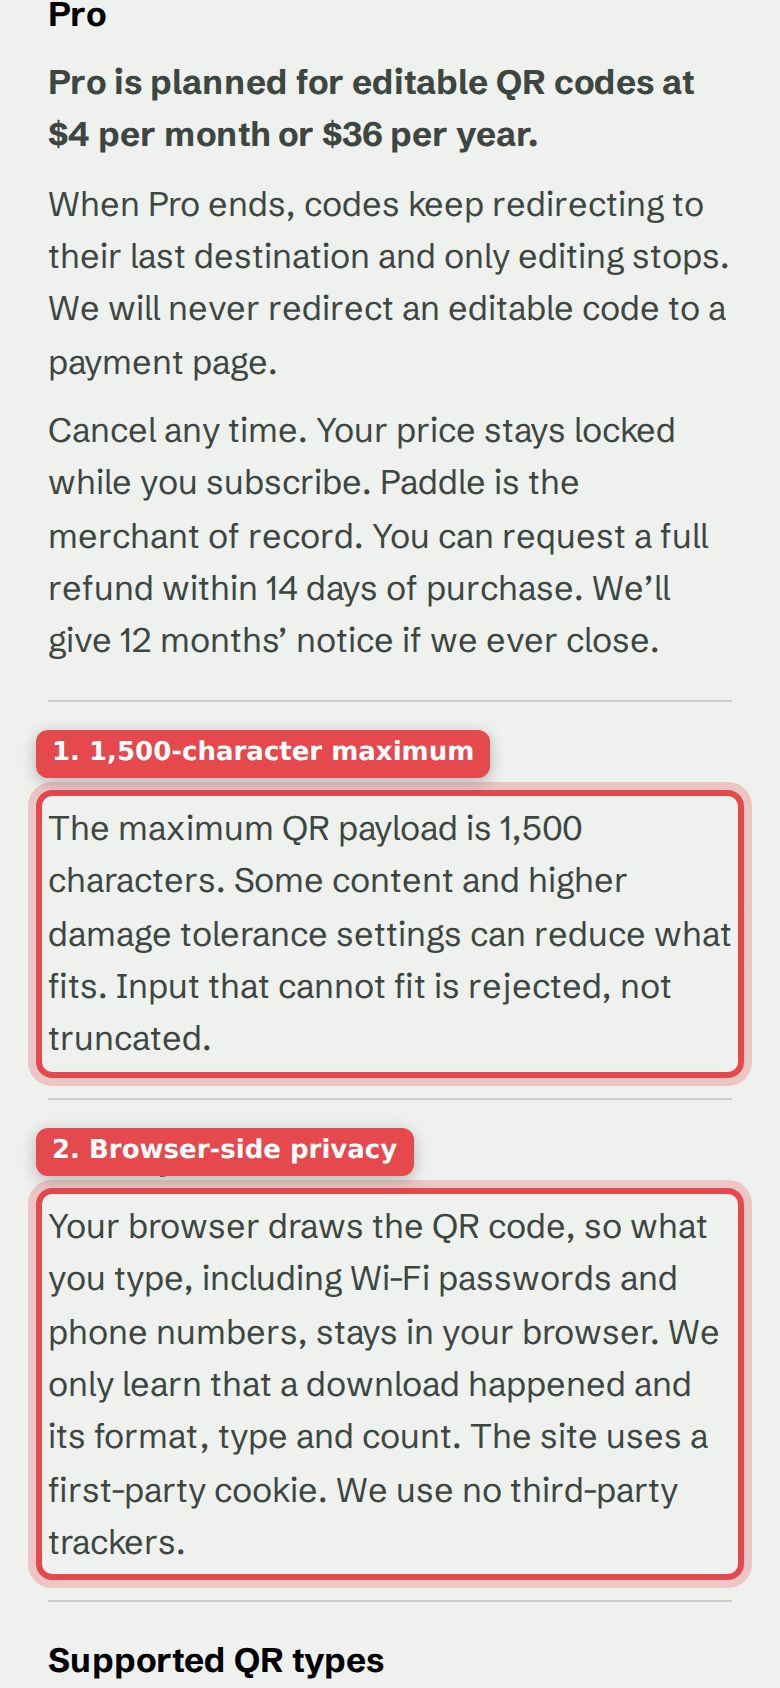 Pro
Pro is planned for editable QR codes at
$4 per month or $36 per year.
When Pro ends, codes keep redirecting to
their last destination and only editing stops.
We will never redirect an editable code to a
payment page.
Cancel any time. Your price stays locked
while you subscribe. Paddle is the
merchant of record. You can request a full
refund within 14 days of purchase. We’ll
give 12 months’ notice if we ever close.
1. 1,500-character maximum
The maximum QR payload is 1,500
characters. Some content and higher
damage tolerance settings can reduce what
fits. Input that cannot fit is rejected, not
truncated.
2. Browser-side privacy
Your browser draws the QR code, so what
you type, including Wi-Fi passwords and
phone numbers, stays in your browser. We
only learn that a download happened and
its format, type and count. The site uses a
first-party cookie. We use no third-party
trackers.
Supported QR types